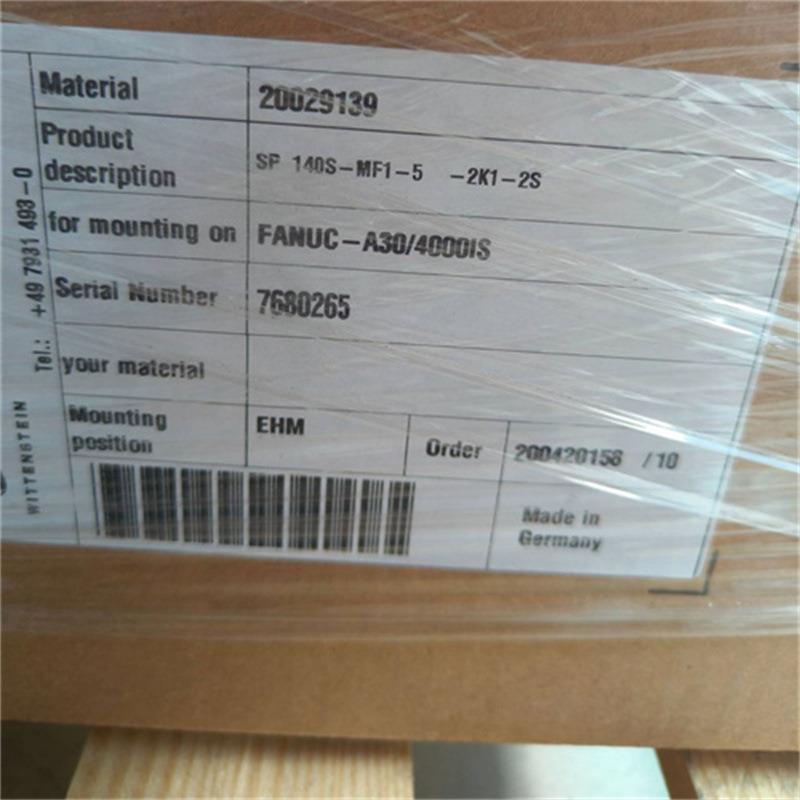 Material
20029139
Product
description
SP 140S-MF1-5 -2K1-2S
for mounting on
FANUC-A30/4000IS
Serial Number
7680265
your material
Mounting
position
EHM
Order
200420158 /10
Made in
Germany
WITTENSTEIN
Tel.: +49 7931 493-0